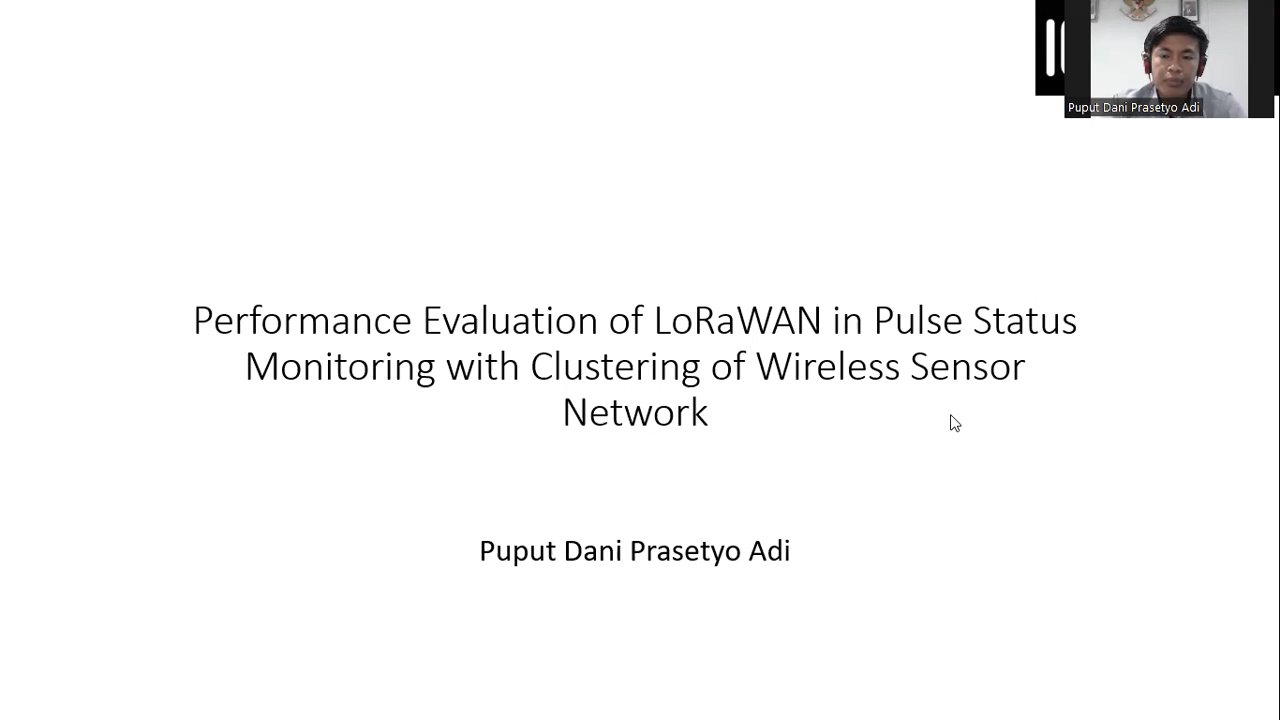 Puput Dani Prasetyo Adi
Performance Evaluation of LoRaWAN in Pulse Status
Monitoring with Clustering of Wireless Sensor
Network
Puput Dani Prasetyo Adi